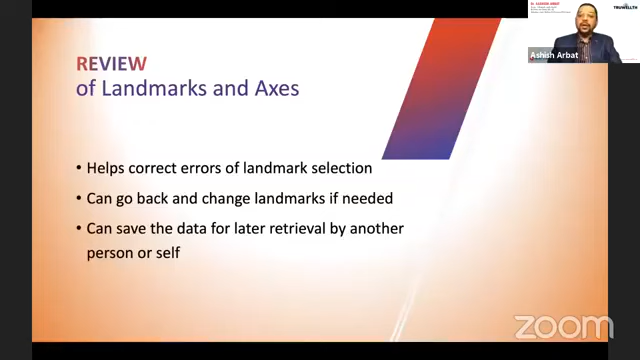 REVIEW
of Landmarks and Axes
• Helps correct errors of landmark selection
• Can go back and change landmarks if needed
• Can save the data for later retrieval by another
person or self
TRUWELLTH
Ashish Arbat
zoom